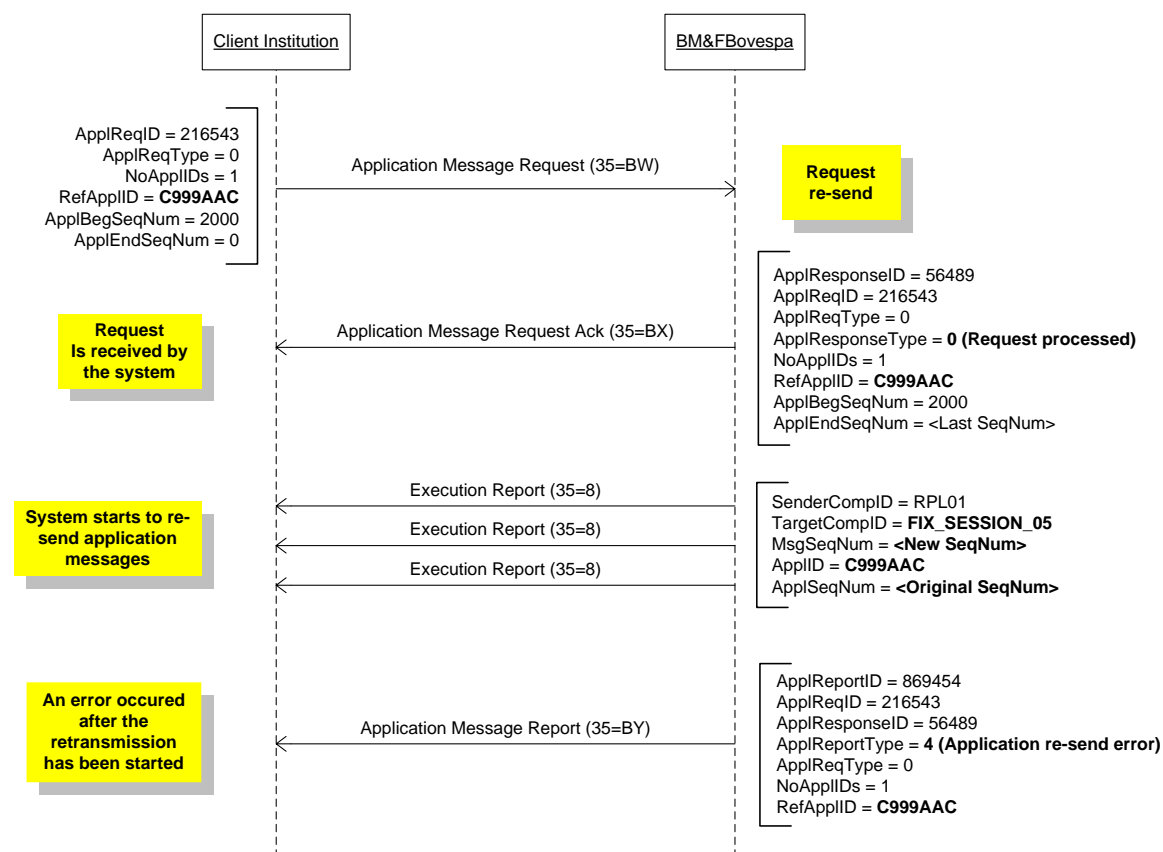 Client Institution
BM&FBovespa
ApplReqID = 216543
ApplReqType = 0
NoApplIDs = 1
RefApplID = C999AAC
ApplBegSeqNum = 2000
ApplEndSeqNum = 0
Application Message Request (35=BW)
Request
re-send
Request
Is received by
the system
Application Message Request Ack (35=BX)
ApplResponseID = 56489
ApplReqID = 216543
ApplReqType = 0
ApplResponseType = 0 (Request processed)
NoApplIDs = 1
RefApplID = C999AAC
ApplBegSeqNum = 2000
ApplEndSeqNum = <Last SeqNum>
System starts to re-
send application
messages
Execution Report (35=8)
Execution Report (35=8)
Execution Report (35=8)
SenderCompID = RPL01
TargetCompID = FIX_SESSION_05
MsgSeqNum = <New SeqNum>
ApplID = C999AAC
ApplSeqNum = <Original SeqNum>
An error occured
after the
retransmission
has been started
Application Message Report (35=BY)
ApplReportID = 869454
ApplReqID = 216543
ApplResponseID = 56489
ApplReportType = 4 (Application re-send error)
ApplReqType = 0
NoApplIDs = 1
RefApplID = C999AAC